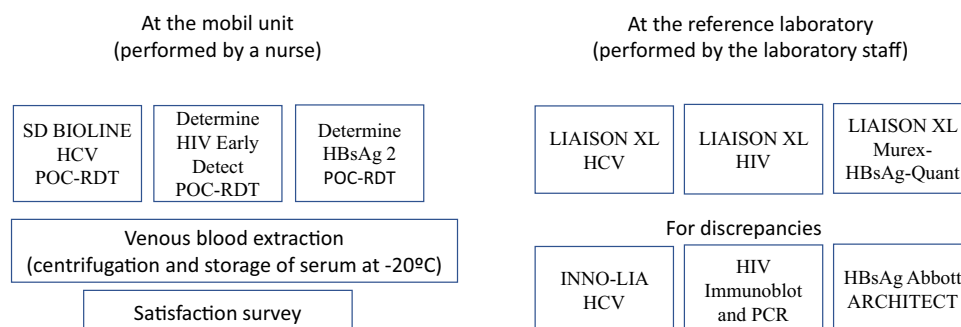 At the mobil unit
(performed by a nurse)
SD BIOLINE
HCV
POC-RDT
Determine
HIV Early
Detect
POC-RDT
Determine
HBsAg 2
POC-RDT
Venous blood extraction
(centrifugation and storage of serum at -20ºC)
Satisfaction survey
At the reference laboratory
(performed by the laboratory staff)
LIAISON XL
HCV
LIAISON XL
HIV
LIAISON XL
Murex-
HBsAg-Quant
For discrepancies
INNO-LIA
HCV
HIV
Immunoblot
and PCR
HBsAg Abbott
ARCHITECT